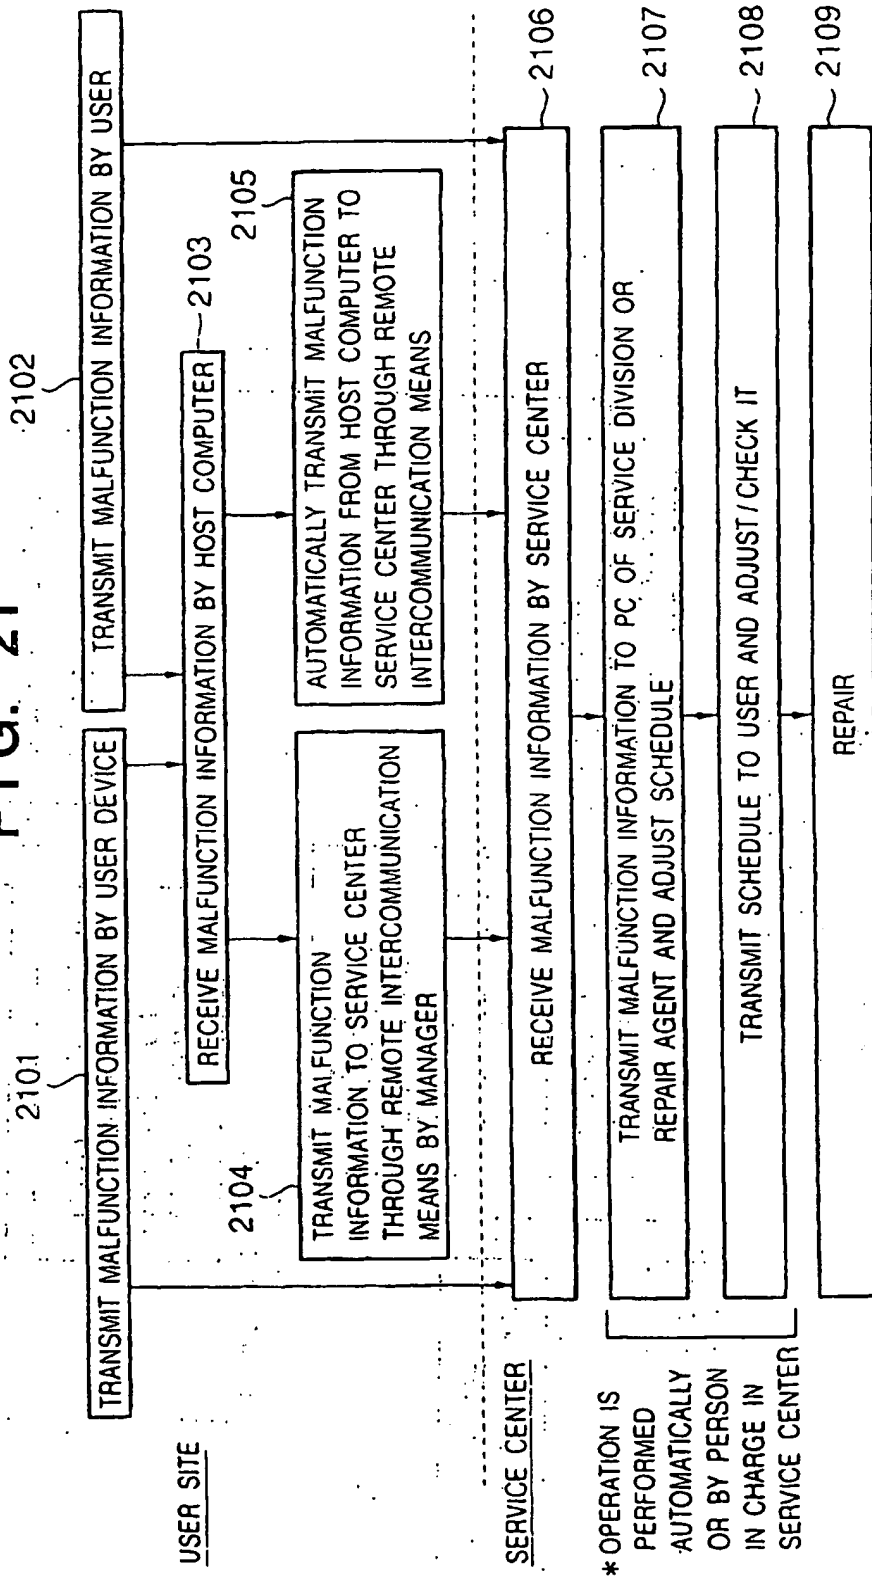 FIG. 21
2101
2102
TRANSMIT MALFUNCTION INFORMATION BY USER DEVICE
TRANSMIT MALFUNCTION INFORMATION BY USER
USER SITE
2103
RECEIVE MALFUNCTION INFORMATION BY HOST COMPUTER
2104
TRANSMIT MALFUNCTION
INFORMATION TO SERVICE CENTER
THROUGH REMOTE INTERCOMMUNICATION
MEANS BY MANAGER
2105
AUTOMATICALLY TRANSMIT MALFUNCTION
INFORMATION FROM HOST COMPUTER TO
SERVICE CENTER THROUGH REMOTE
INTERCOMMUNICATION MEANS
SERVICE CENTER
RECEIVE MALFUNCTION INFORMATION BY SERVICE CENTER
2106
* OPERATION IS
PERFORMED
AUTOMATICALLY
OR BY PERSON
IN CHARGE IN
SERVICE CENTER
TRANSMIT MALFUNCTION INFORMATION TO PC OF SERVICE DIVISION OR
REPAIR AGENT AND ADJUST SCHEDULE
2107
TRANSMIT SCHEDULE TO USER AND ADJUST/CHECK IT
2108
REPAIR
2109